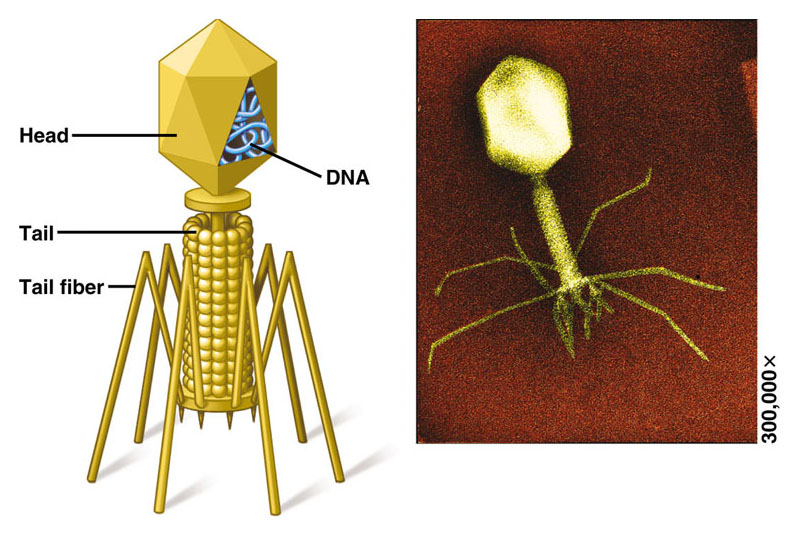 Head
DNA
Tail
Tail fiber
300,000×